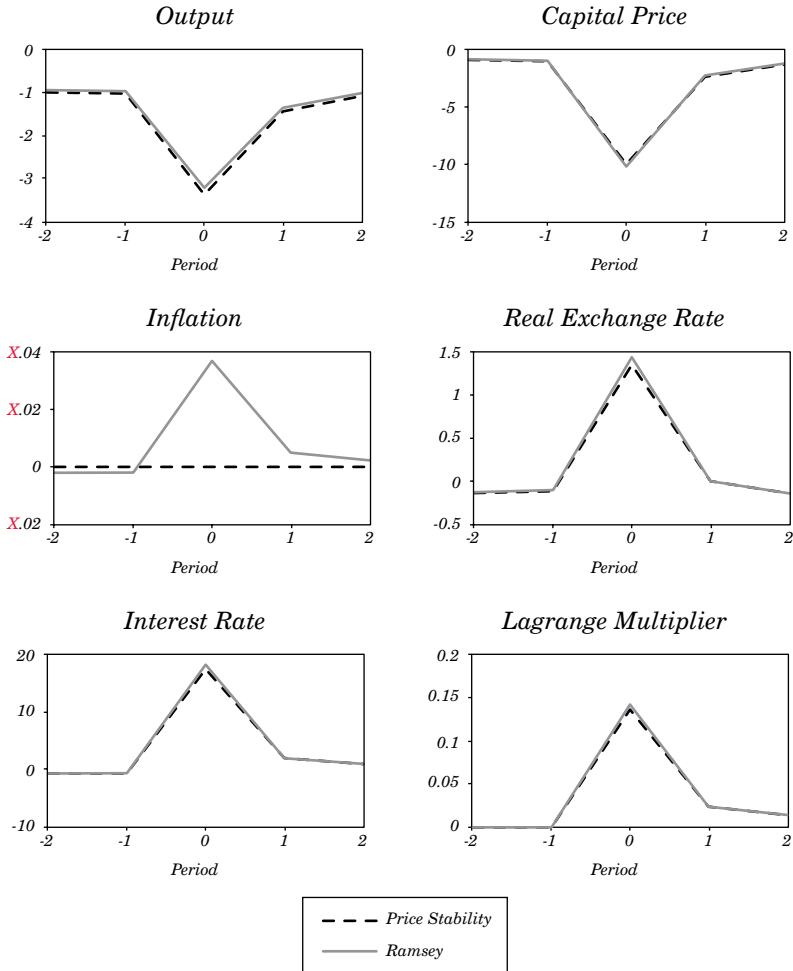 Output
0
-1
-2
-3
-4
-2 -1 0 1 2
Period
Capital Price
0
-5
-10
-15
-2 -1 0 1 2
Period
Inflation
X.04
X.02
0
X.02
-2 -1 0 1 2
Period
Real Exchange Rate
1.5
1
0.5
0
-0.5
-2 -1 0 1 2
Period
Interest Rate
20
10
0
-10
-2 -1 0 1 2
Period
Lagrange Multiplier
0.2
0.15
0.1
0.05
0
-2 -1 0 1 2
Period
Price Stability
Ramsey